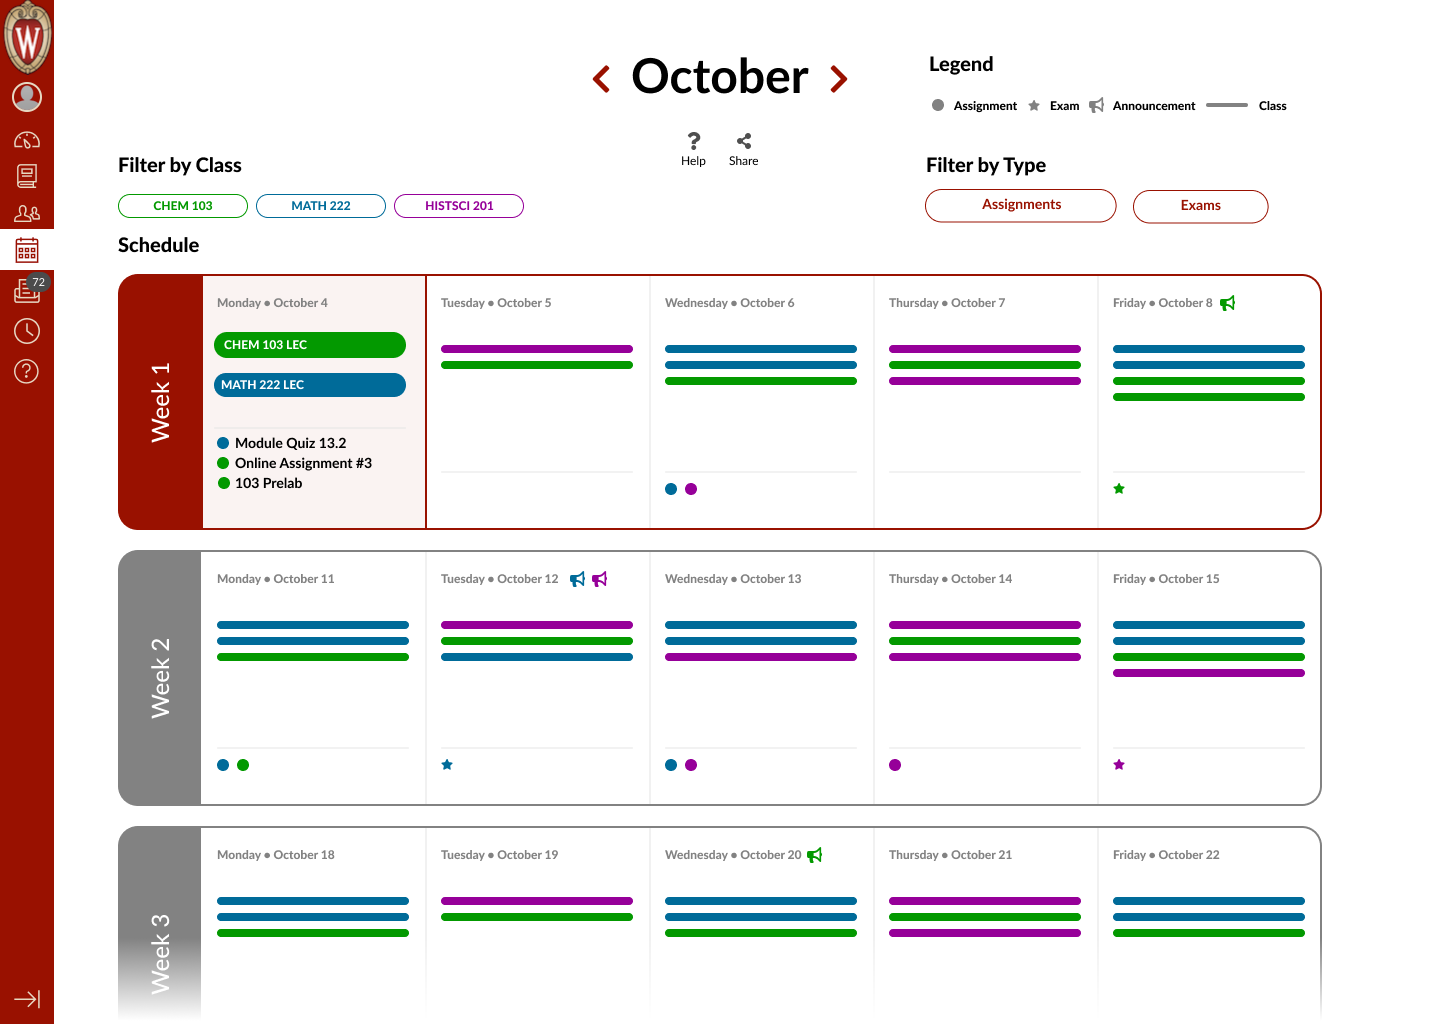 W
October
Legend
Assignment Exam Announcement Class
? Help
Share
Filter by Class
Filter by Type
CHEM 103
MATH 222
HISTSCI 201
Assignments
Exams
Schedule
72
?
Week 1
Monday • October 4
CHEM 103 LEC
MATH 222 LEC
Module Quiz 13.2
Online Assignment #3
103 Prelab
Tuesday • October 5
Wednesday • October 6
Thursday • October 7
Friday • October 8
Week 2
Monday • October 11
Tuesday • October 12
Wednesday • October 13
Thursday • October 14
Friday • October 15
Week 3
Monday • October 18
Tuesday • October 19
Wednesday • October 20
Thursday • October 21
Friday • October 22